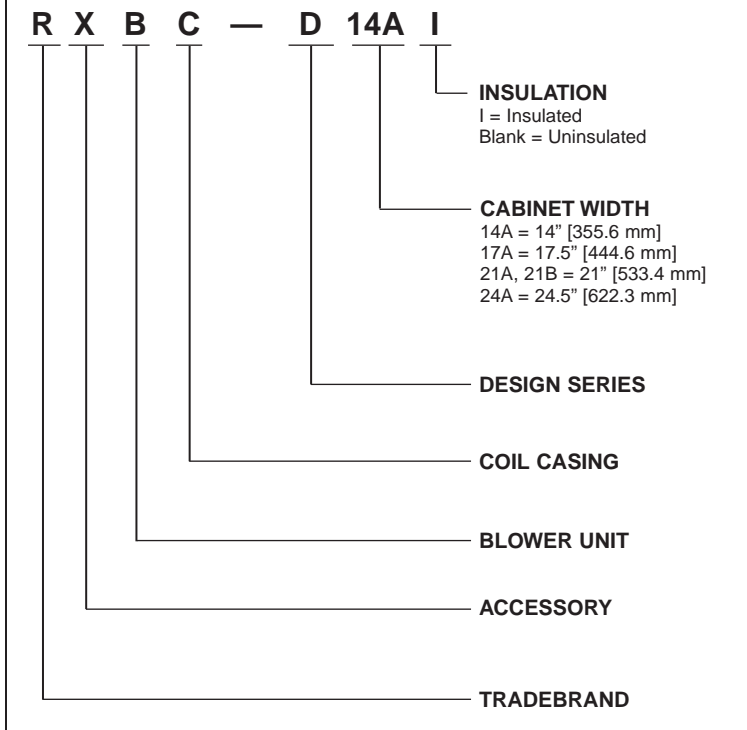 R X B C — D 14A I
INSULATION
I = Insulated
Blank = Uninsulated
CABINET WIDTH
14A = 14” [355.6 mm]
17A = 17.5” [444.6 mm]
21A, 21B = 21” [533.4 mm]
24A = 24.5” [622.3 mm]
DESIGN SERIES
COIL CASING
BLOWER UNIT
ACCESSORY
TRADEBRAND